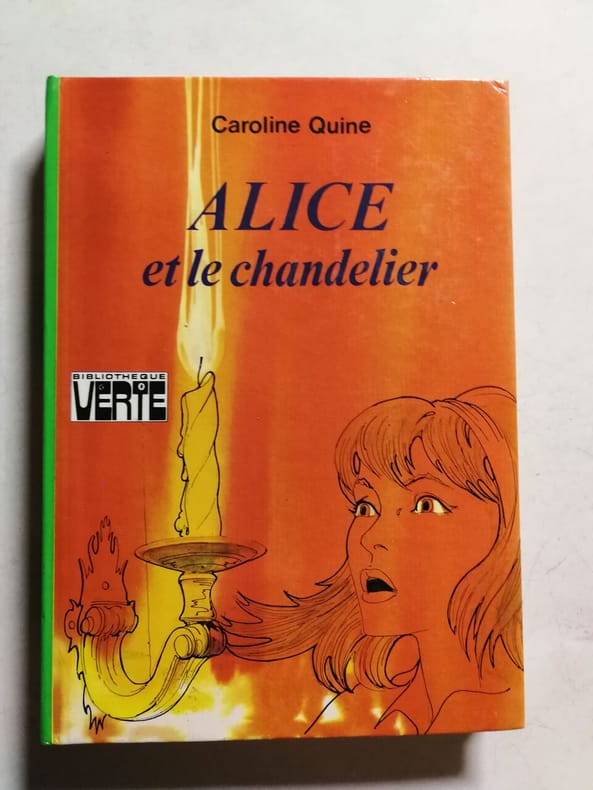 Caroline Quine
ALICE
et le chandelier
BIBLIOTHEQUE
VERTE